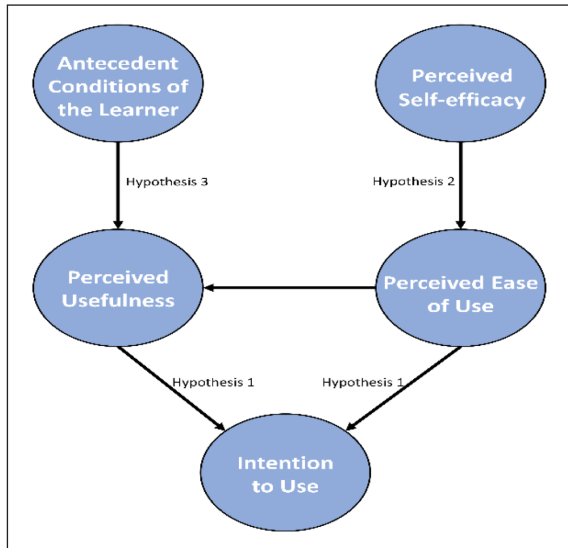 Antecedent
Conditions of
the Learner
Perceived
Self-efficacy
Hypothesis 3
Hypothesis 2
Perceived
Usefulness
Perceived Ease
of Use
Hypothesis 1
Hypothesis 1
Intention
to Use